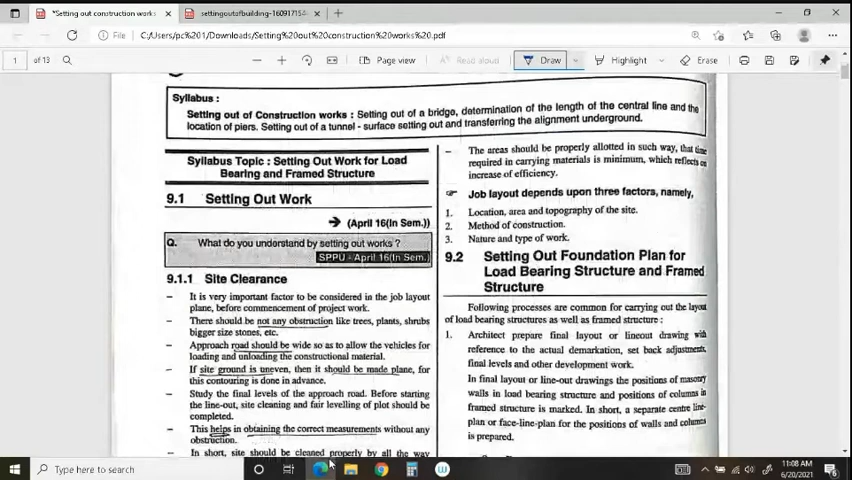 *Setting out construction works
settingoutofbuilding-1609171544
File
C:/Users/pc%201/Downloads/Setting%20out%20construction%20works%20.pdf
1
of 13
Page view
Read aloud
Draw
Highlight
Erase
Syllabus :
Setting out of Construction works : Setting out of a bridge, determination of the length of the central line and the
location of piers. Setting out of a tunnel - surface setting out and transferring the alignment underground.
Syllabus Topic : Setting Out Work for Load
Bearing and Framed Structure
9.1 Setting Out Work
→ (April 16(In Sem.))
Q. What do you understand by setting out works ?
SPPU - April 16(In Sem.)
9.1.1 Site Clearance
– It is very important factor to be considered in the job layout
plane, before commencement of project work.
– There should be not any obstruction like trees, plants, shrubs
bigger size stones, etc.
– Approach road should be wide so as to allow the vehicles for
loading and unloading the constructional material.
– If site ground is uneven, then it should be made plane, for
this contouring is done in advance.
– Study the final levels of the approach road. Before starting
the line-out, site cleaning and fair levelling of plot should be
completed.
– This helps in obtaining the correct measurements without any
obstruction.
– In short, site should be cleaned properly by all the way
– The areas should be properly allotted in such way, that time
required in carrying materials is minimum, which reflects on
increase of efficiency.
☞ Job layout depends upon three factors, namely,
1. Location, area and topography of the site.
2. Method of construction.
3. Nature and type of work.
9.2 Setting Out Foundation Plan for
Load Bearing Structure and Framed
Structure
Following processes are common for carrying out the layout
of load bearing structures as well as framed structure :
1. Architect prepare final layout or lineout drawing with
reference to the actual demarkation, set back adjustments,
final levels and other development work.
In final layout or line-out drawings the positions of masonry
walls in load bearing structure and positions of columns in
framed structure is marked. In short, a separate centre line-
plan or face-line-plan for the positions of walls and columns
is prepared.
Type here to search
11:08 AM
6/20/2021